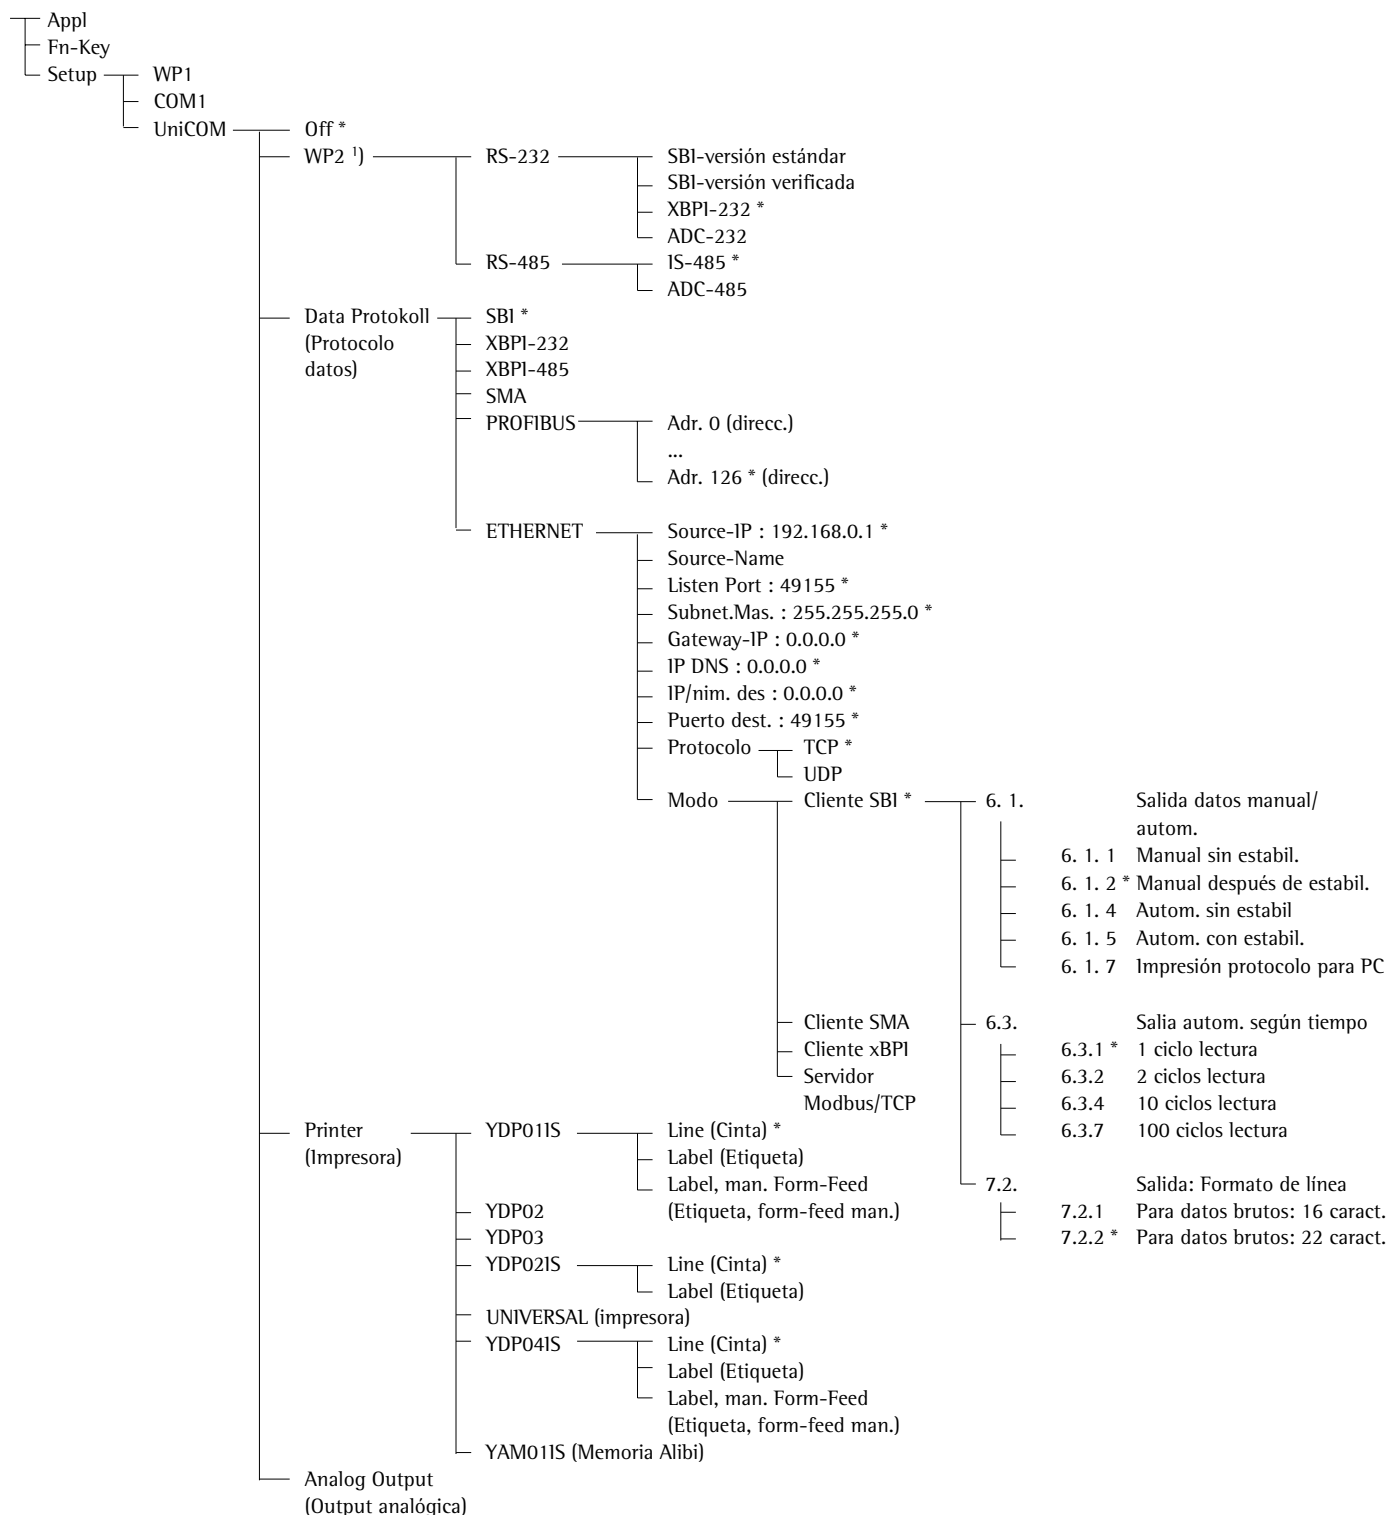 Appl
Fn-Key
Setup
WP1
COM1
UniCOM
Off *
WP2 ¹)
RS-232
SBI-versión estándar
SBI-versión verificada
XBPI-232 *
ADC-232
RS-485
IS-485 *
ADC-485
Data Protokoll
(Protocolo
datos)
SBI *
XBPI-232
XBPI-485
SMA
PROFIBUS
Adr. 0 (direcc.)
...
Adr. 126 * (direcc.)
ETHERNET
Source-IP : 192.168.0.1 *
Source-Name
Listen Port : 49155 *
Subnet.Mas. : 255.255.255.0 *
Gateway-IP : 0.0.0.0 *
IP DNS : 0.0.0.0 *
IP/nim. des : 0.0.0.0 *
Puerto dest. : 49155 *
Protocolo
TCP *
UDP
Modo
Cliente SBI *
6. 1. Salida datos manual/
autom.
6. 1. 1 Manual sin estabil.
6. 1. 2 * Manual después de estabil.
6. 1. 4 Autom. sin estabil
6. 1. 5 Autom. con estabil.
6. 1. 7 Impresión protocolo para PC
Cliente SMA
Cliente xBPI
Servidor
Modbus/TCP
6.3. Salia autom. según tiempo
6.3.1 * 1 ciclo lectura
6.3.2 2 ciclos lectura
6.3.4 10 ciclos lectura
6.3.7 100 ciclos lectura
7.2. Salida: Formato de línea
7.2.1 Para datos brutos: 16 caract.
7.2.2 * Para datos brutos: 22 caract.
Printer
(Impresora)
YDP01IS
Line (Cinta) *
Label (Etiqueta)
Label, man. Form-Feed
(Etiqueta, form-feed man.)
YDP02
YDP03
YDP02IS
Line (Cinta) *
Label (Etiqueta)
UNIVERSAL (impresora)
YDP04IS
Line (Cinta) *
Label (Etiqueta)
Label, man. Form-Feed
(Etiqueta, form-feed man.)
YAM01IS (Memoria Alibi)
Analog Output
(Output analógica)